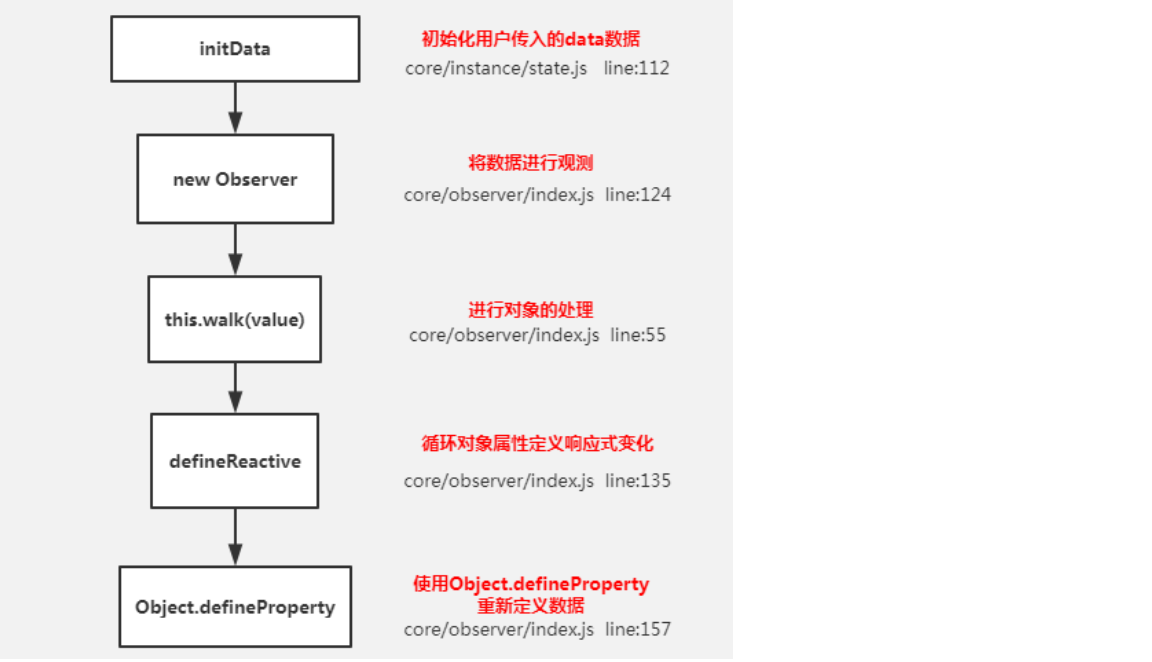 initData
初始化用户传入的data数据
core/instance/state.js line:112
new Observer
将数据进行观测
core/observer/index.js line:124
this.walk(value)
进行对象的处理
core/observer/index.js line:55
defineReactive
循环对象属性定义响应式变化
core/observer/index.js line:135
Object.defineProperty
使用Object.defineProperty
重新定义数据
core/observer/index.js line:157